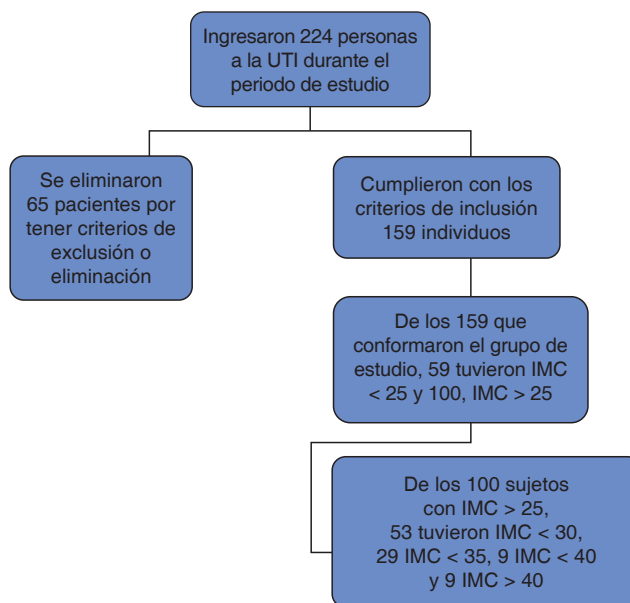 Ingresaron 224 personas
a la UTI durante el
periodo de estudio
Se eliminaron
65 pacientes por
tener criterios de
exclusión o
eliminación
Cumplieron con los
criterios de inclusión
159 individuos
De los 159 que
conformaron el grupo de
estudio, 59 tuvieron IMC
< 25 y 100, IMC > 25
De los 100 sujetos
con IMC > 25,
53 tuvieron IMC < 30,
29 IMC < 35, 9 IMC < 40
y 9 IMC > 40